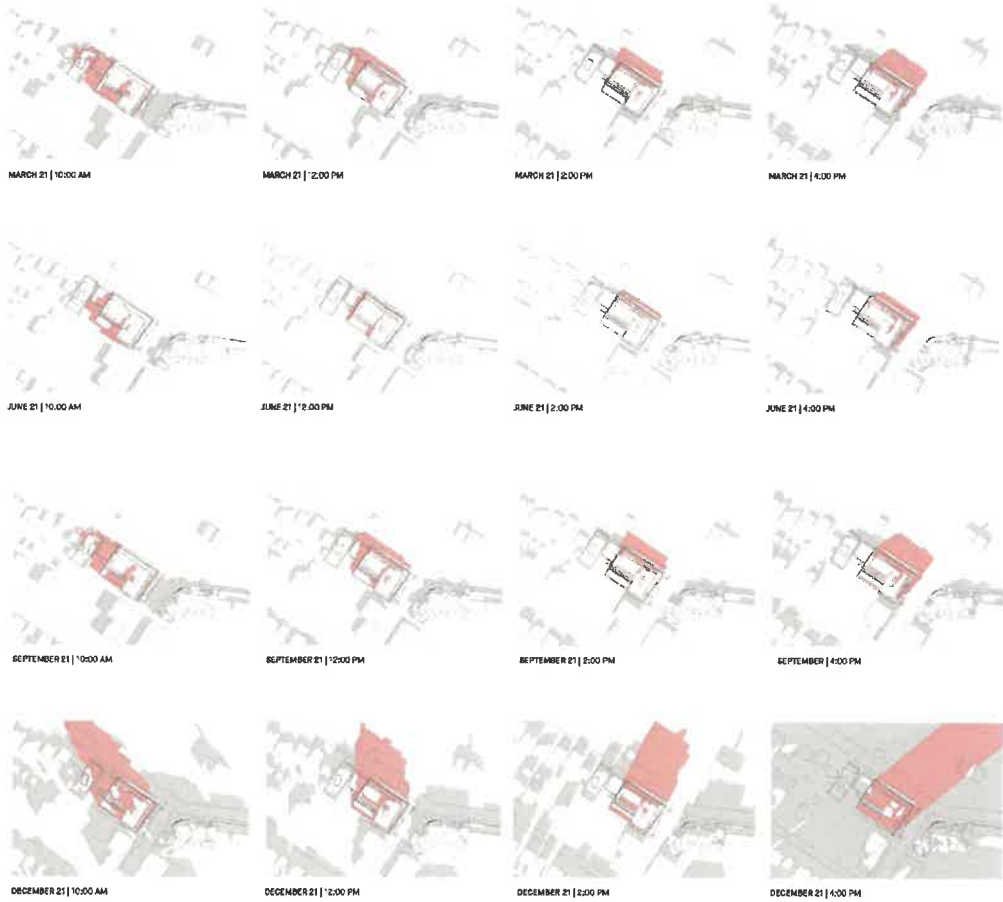 MARCH 21 | 10:00 AM
MARCH 21 | 12:00 PM
MARCH 21 | 2:00 PM
MARCH 21 | 4:00 PM
JUNE 21 | 10:00 AM
JUNE 21 | 12:00 PM
JUNE 21 | 2:00 PM
JUNE 21 | 4:00 PM
SEPTEMBER 21 | 10:00 AM
SEPTEMBER 21 | 12:00 PM
SEPTEMBER 21 | 2:00 PM
SEPTEMBER | 4:00 PM
DECEMBER 21 | 10:00 AM
DECEMBER 21 | 12:00 PM
DECEMBER 21 | 2:00 PM
DECEMBER 21 | 4:00 PM